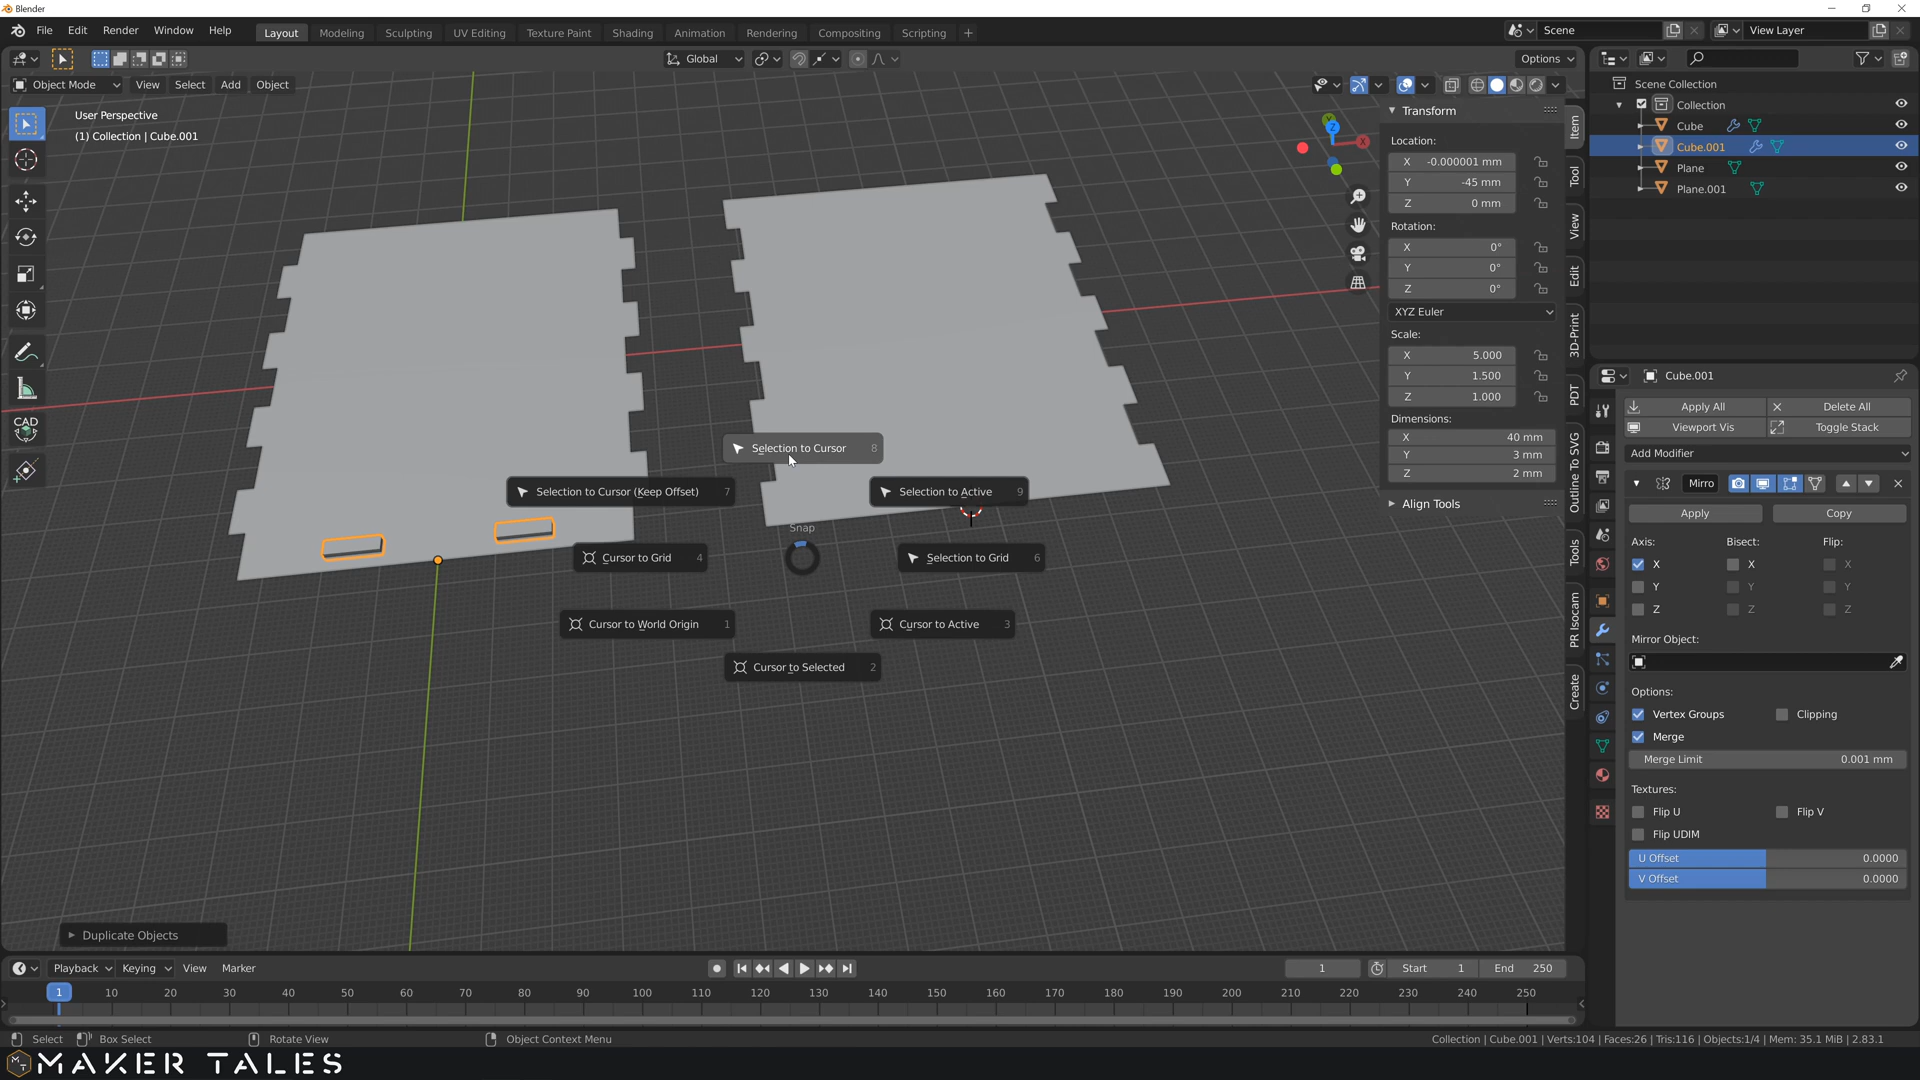 Blender
File Edit Render Window Help
Layout Modeling Sculpting UV Editing Texture Paint Shading Animation Rendering Compositing Scripting +
Scene
View Layer
Global
Options
Object Mode View Select Add Object
User Perspective
(1) Collection | Cube.001
Z
X
Y
Selection to Cursor 8
Selection to Cursor (Keep Offset) 7
Selection to Active 9
Snap
Cursor to Grid 4
Selection to Grid 6
Cursor to World Origin 1
Cursor to Active 3
Cursor to Selected 2
CAD
Duplicate Objects
Transform
Location:
X -0.000001 mm
Y -45 mm
Z 0 mm
Rotation:
X 0°
Y 0°
Z 0°
XYZ Euler
Scale:
X 5.000
Y 1.500
Z 1.000
Dimensions:
X 40 mm
Y 3 mm
Z 2 mm
Align Tools
Item
Tool
View
Edit
3D-Print
PDT
Outline To SVG
Tools
PR Isocam
Create
Scene Collection
Collection
Cube
Cube.001
Plane
Plane.001
Cube.001
Apply All
Delete All
Viewport Vis
Toggle Stack
Add Modifier
Mirro
Apply
Copy
Axis: Bisect: Flip:
X X X
Y Y Y
Z Z Z
Mirror Object:
Options:
Vertex Groups Clipping
Merge
Merge Limit 0.001 mm
Textures:
Flip U Flip V
Flip UDIM
U Offset 0.0000
V Offset 0.0000
Playback Keying View Marker
1
Start 1
End 250
1 10 20 30 40 50 60 70 80 90 100 110 120 130 140 150 160 170 180 190 200 210 220 230 240 250
Select Box Select Rotate View Object Context Menu
Collection | Cube.001 | Verts:104 | Faces:26 | Tris:116 | Objects:1/4 | Mem: 35.1 MiB | 2.83.1
MT MAKER TALES